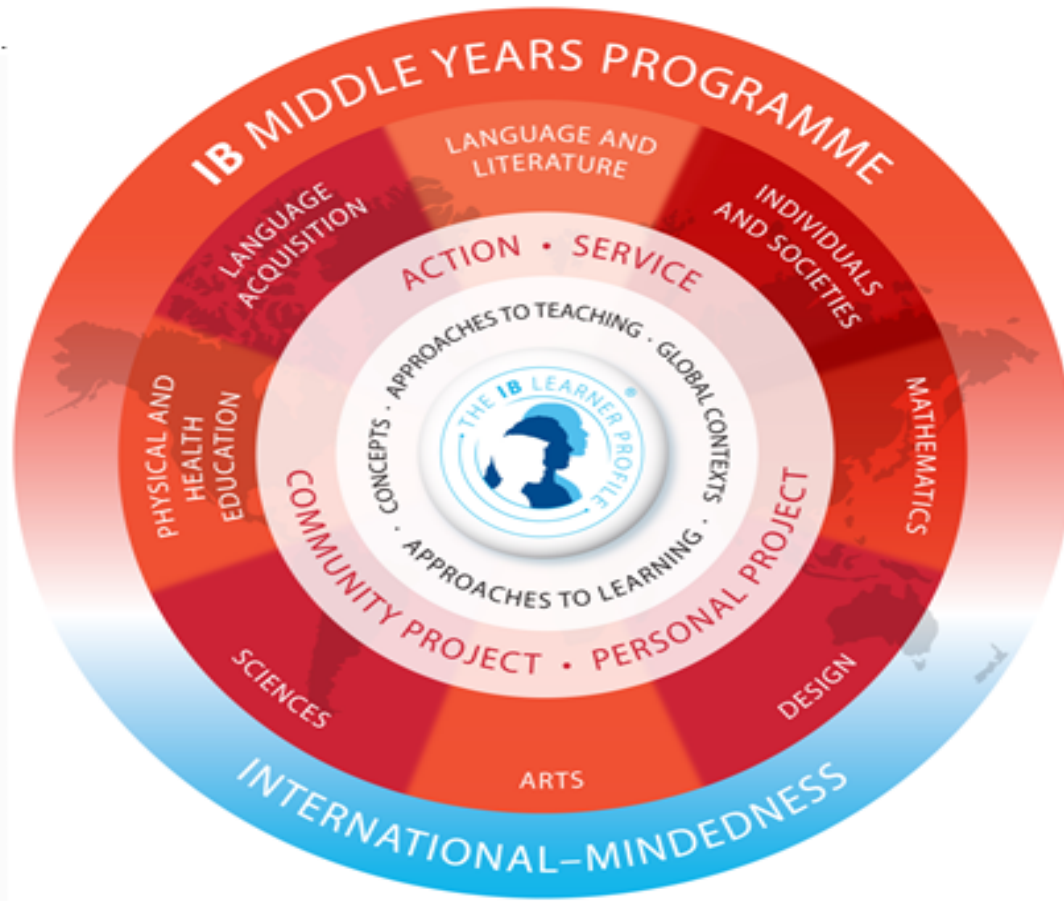 IB MIDDLE YEARS PROGRAMME
LANGUAGE AND
LITERATURE
INDIVIDUALS
AND SOCIETIES
MATHEMATICS
DESIGN
ARTS
SCIENCES
PHYSICAL AND
HEALTH
EDUCATION
LANGUAGE
ACQUISITION
ACTION · SERVICE
PERSONAL PROJECT
COMMUNITY PROJECT ·
APPROACHES TO TEACHING ·
GLOBAL CONTEXTS ·
APPROACHES TO LEARNING ·
CONCEPTS ·
THE IB LEARNER PROFILE ®
INTERNATIONAL–MINDEDNESS